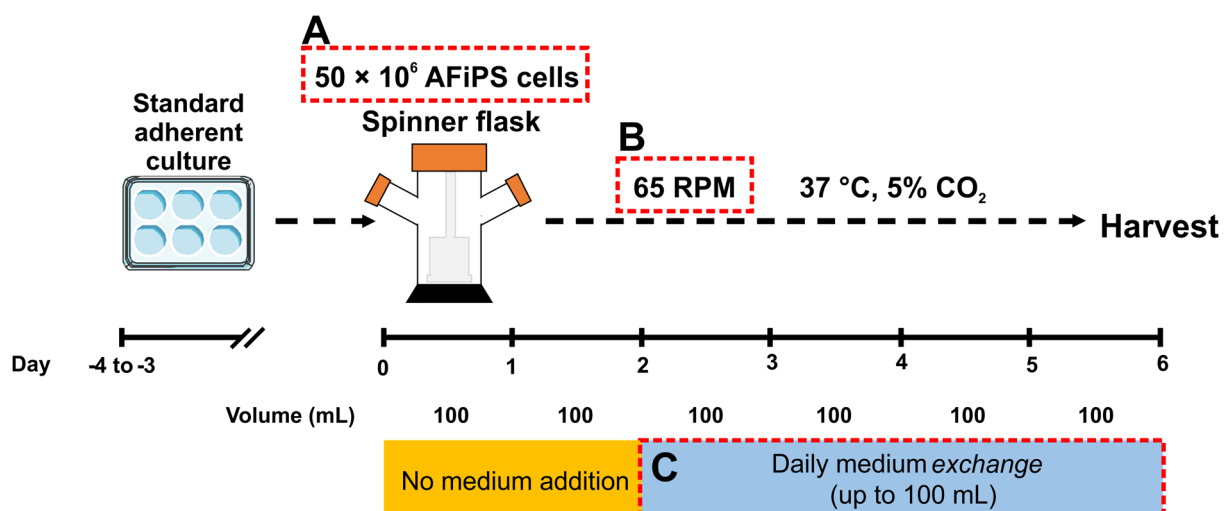 A
50 × 10⁶ AFiPS cells
Standard
adherent
culture
Spinner flask
B
65 RPM
37 °C, 5% CO₂
Harvest
Day
-4 to -3
0 1 2 3 4 5 6
Volume (mL) 100 100 100 100 100 100
No medium addition
C
Daily medium exchange
(up to 100 mL)